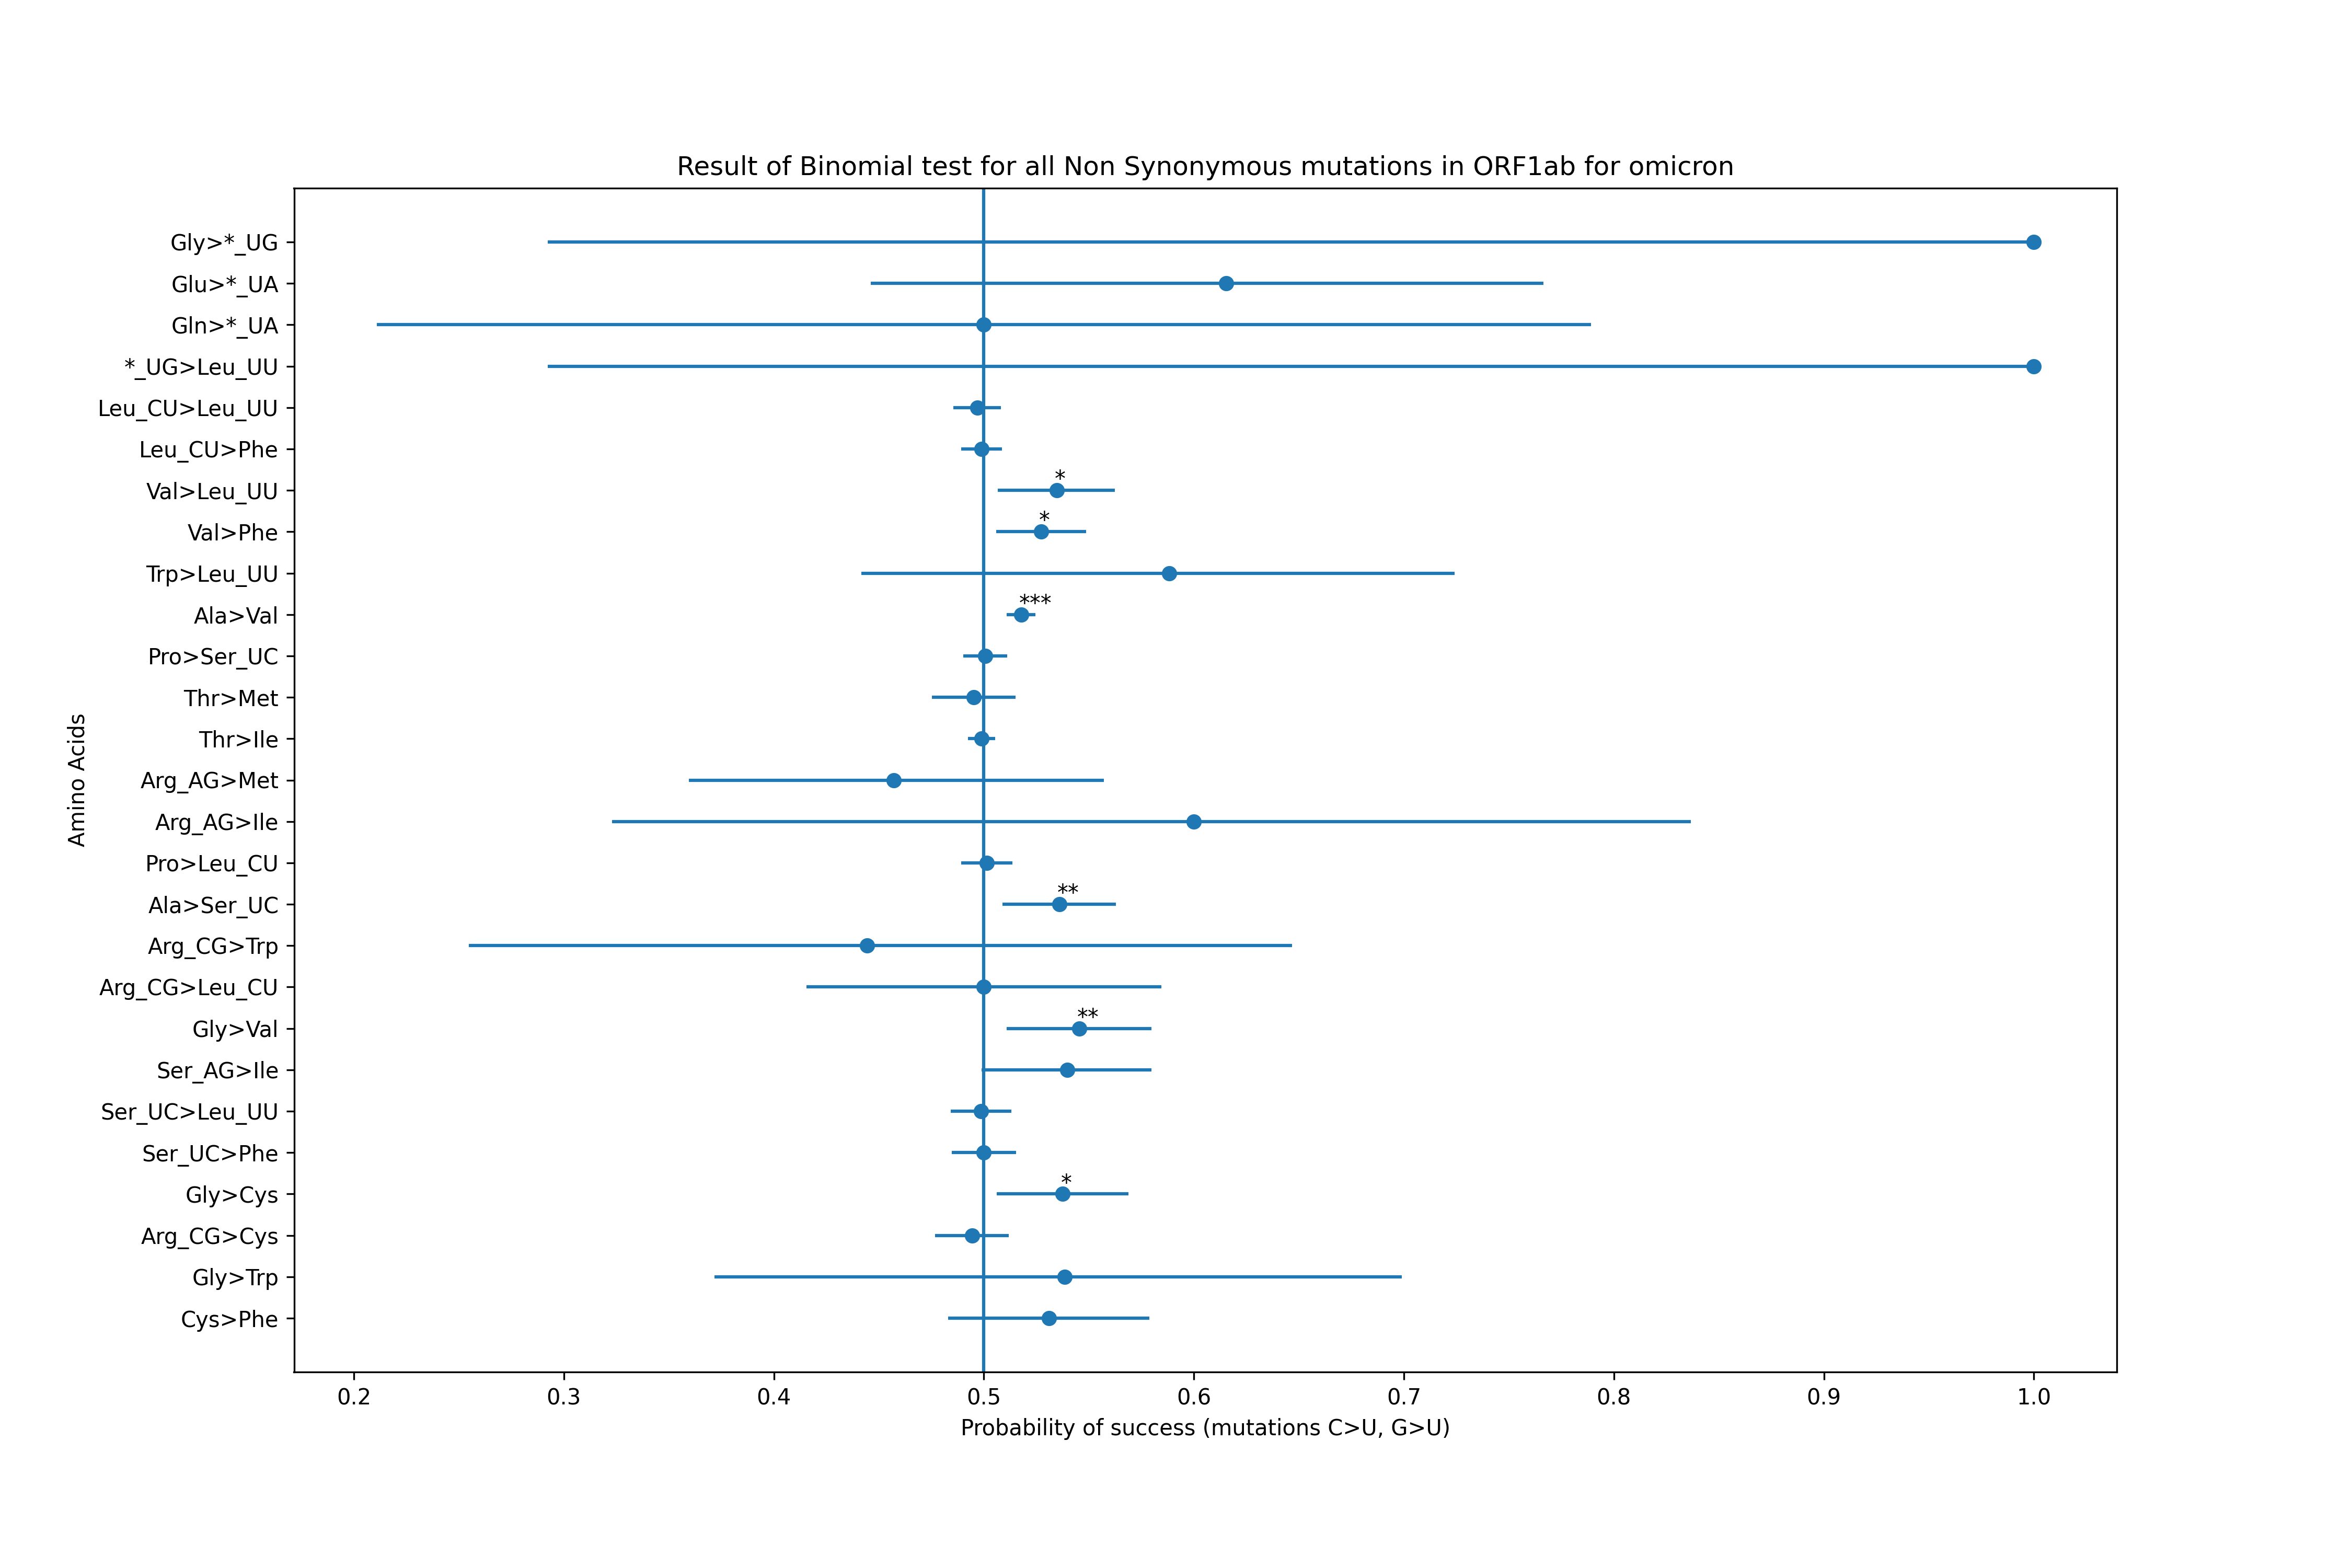 Result of Binomial test for all Non Synonymous mutations in ORF1ab for omicron
Gly>*_UG
Glu>*_UA
Gln>*_UA
*_UG>Leu_UU
Leu_CU>Leu_UU
Leu_CU>Phe
Val>Leu_UU
*
Val>Phe
*
Trp>Leu_UU
Ala>Val
***
Pro>Ser_UC
Thr>Met
Thr>Ile
Arg_AG>Met
Arg_AG>Ile
Pro>Leu_CU
Ala>Ser_UC
**
Arg_CG>Trp
Arg_CG>Leu_CU
Gly>Val
**
Ser_AG>Ile
Ser_UC>Leu_UU
Ser_UC>Phe
Gly>Cys
*
Arg_CG>Cys
Gly>Trp
Cys>Phe
Amino Acids
0.2 0.3 0.4 0.5 0.6 0.7 0.8 0.9 1.0
Probability of success (mutations C>U, G>U)